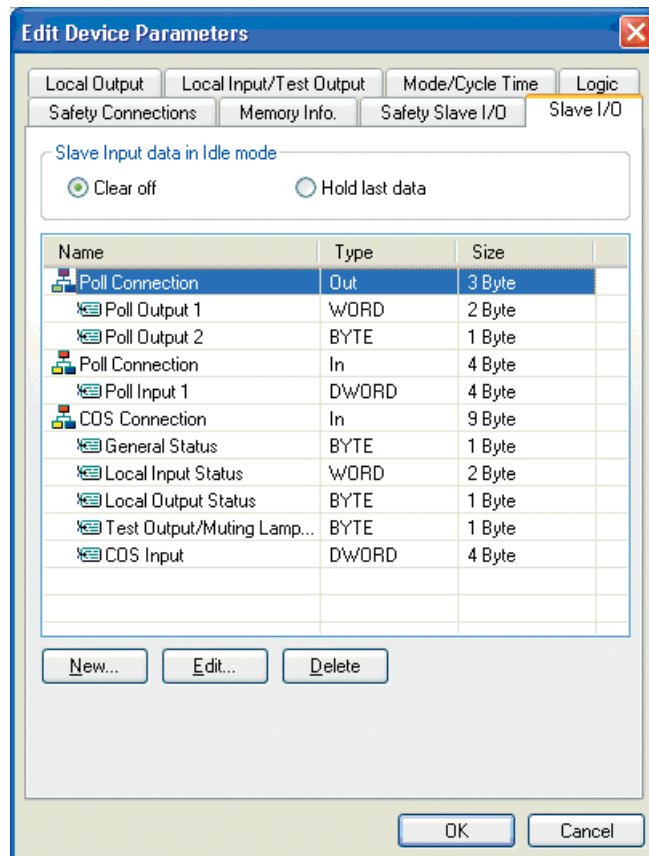 Edit Device Parameters
Local Output Local Input/Test Output Mode/Cycle Time Logic
Safety Connections Memory Info. Safety Slave I/O Slave I/O
Slave Input data in Idle mode
Clear off Hold last data
Name Type Size
Poll Connection Out 3 Byte
Poll Output 1 WORD 2 Byte
Poll Output 2 BYTE 1 Byte
Poll Connection In 4 Byte
Poll Input 1 DWORD 4 Byte
COS Connection In 9 Byte
General Status BYTE 1 Byte
Local Input Status WORD 2 Byte
Local Output Status BYTE 1 Byte
Test Output/Muting Lamp... BYTE 1 Byte
COS Input DWORD 4 Byte
New... Edit... Delete
OK Cancel